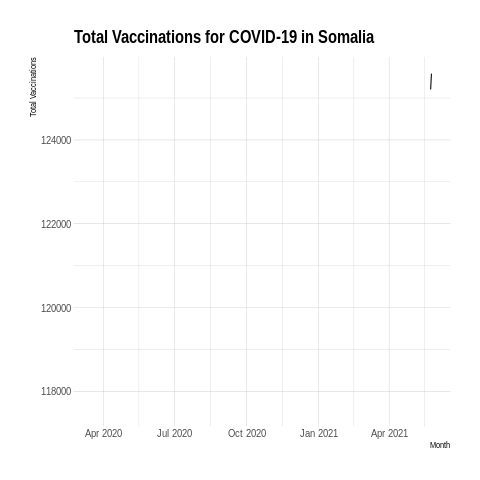 Total Vaccinations for COVID-19 in Somalia
Total Vaccinations
124000
122000
120000
118000
Apr 2020 Jul 2020 Oct 2020 Jan 2021 Apr 2021
Month